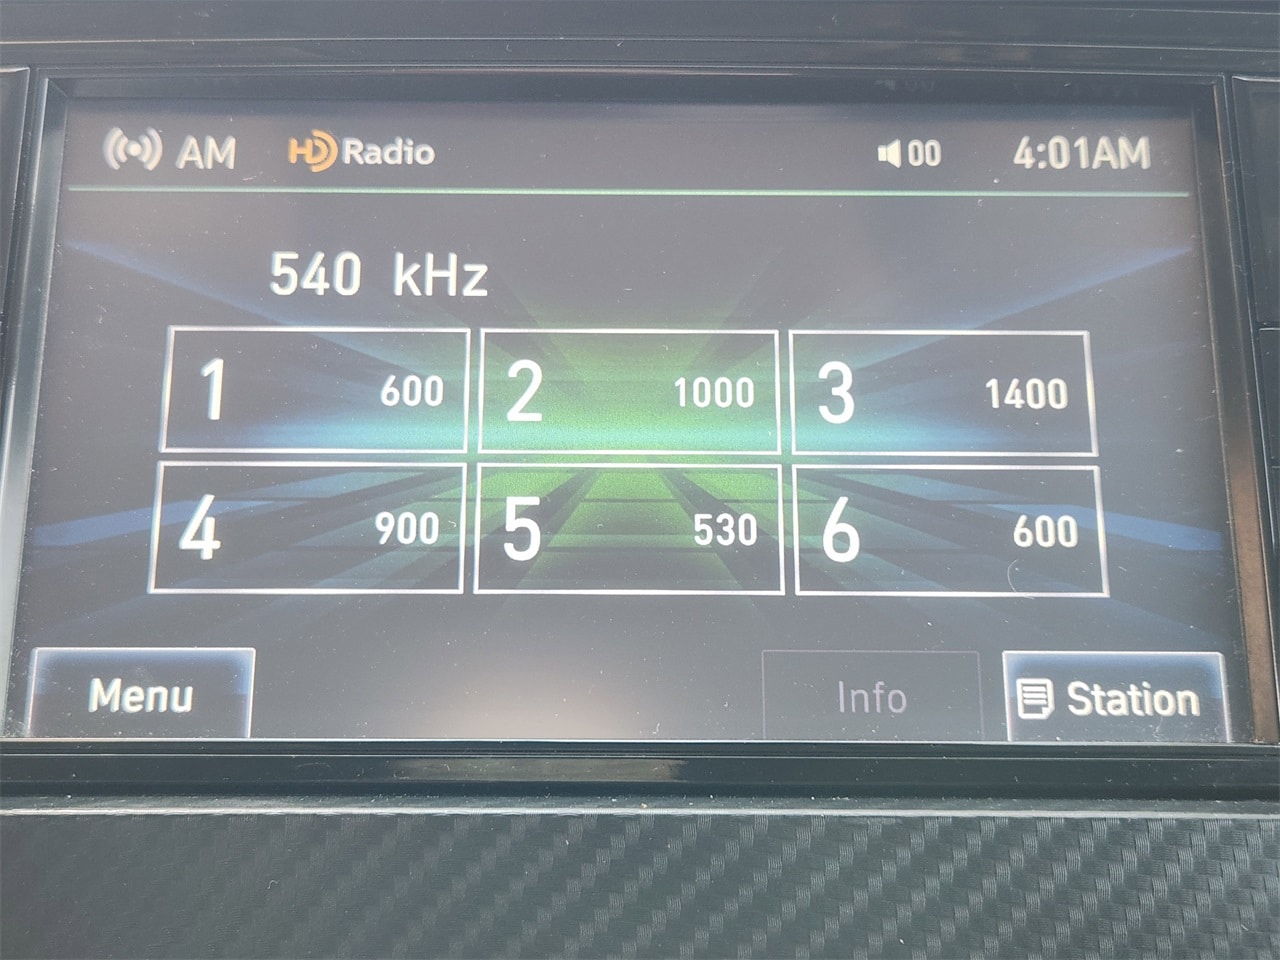 AM HD Radio 00 4:01AM
540 kHz
1 600 2 1000 3 1400
4 900 5 530 6 600
Menu Info Station